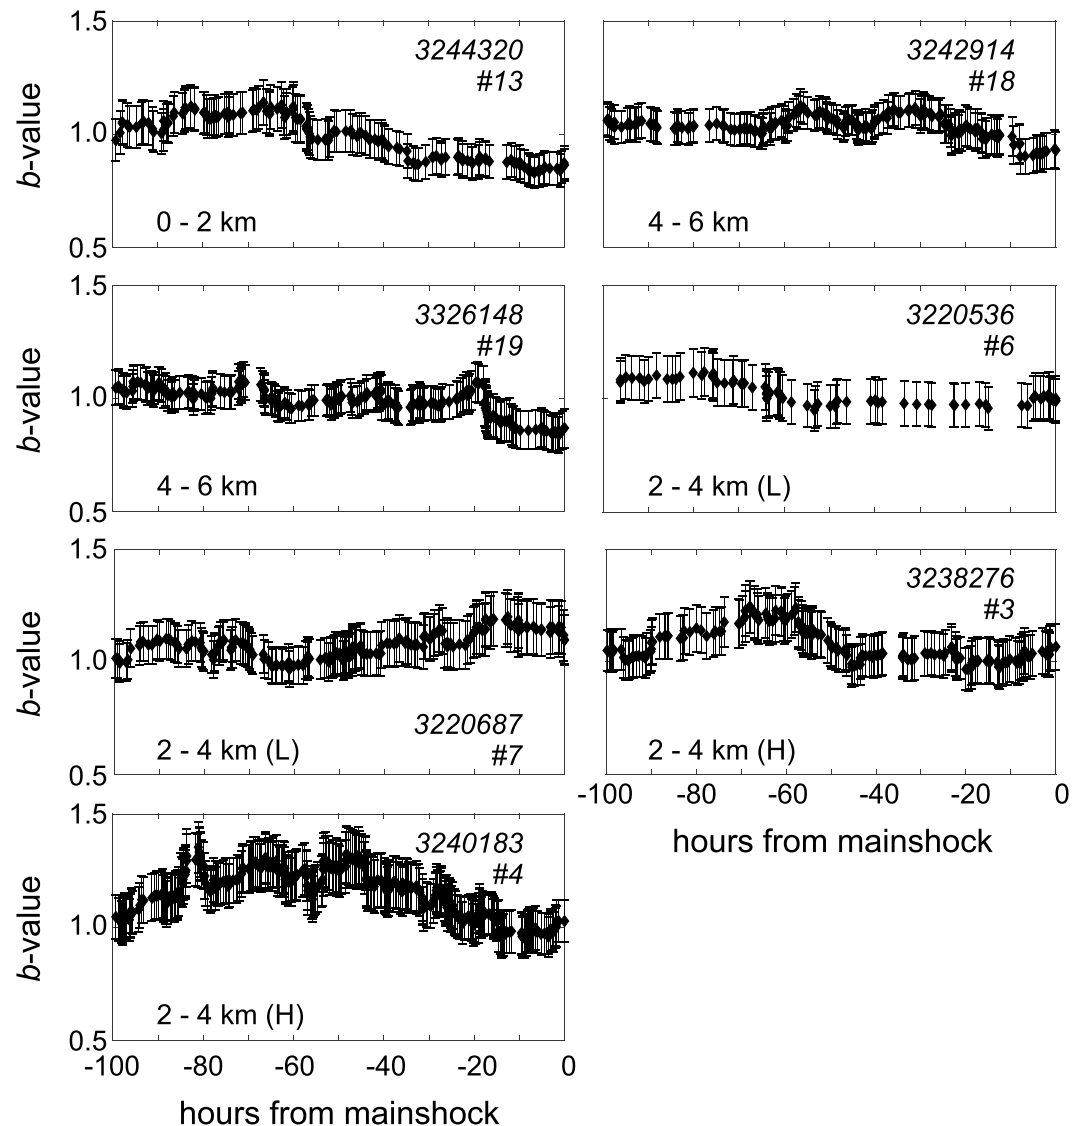 1.5
1.0
0.5
b-value
3244320
#13
0 - 2 km
3242914
#18
4 - 6 km
1.5
1.0
0.5
b-value
3326148
#19
4 - 6 km
3220536
#6
2 - 4 km (L)
1.5
1.0
0.5
b-value
3220687
#7
2 - 4 km (L)
3238276
#3
2 - 4 km (H)
-100 -80 -60 -40 -20 0
hours from mainshock
1.5
1.0
0.5
b-value
3240183
#4
2 - 4 km (H)
-100 -80 -60 -40 -20 0
hours from mainshock